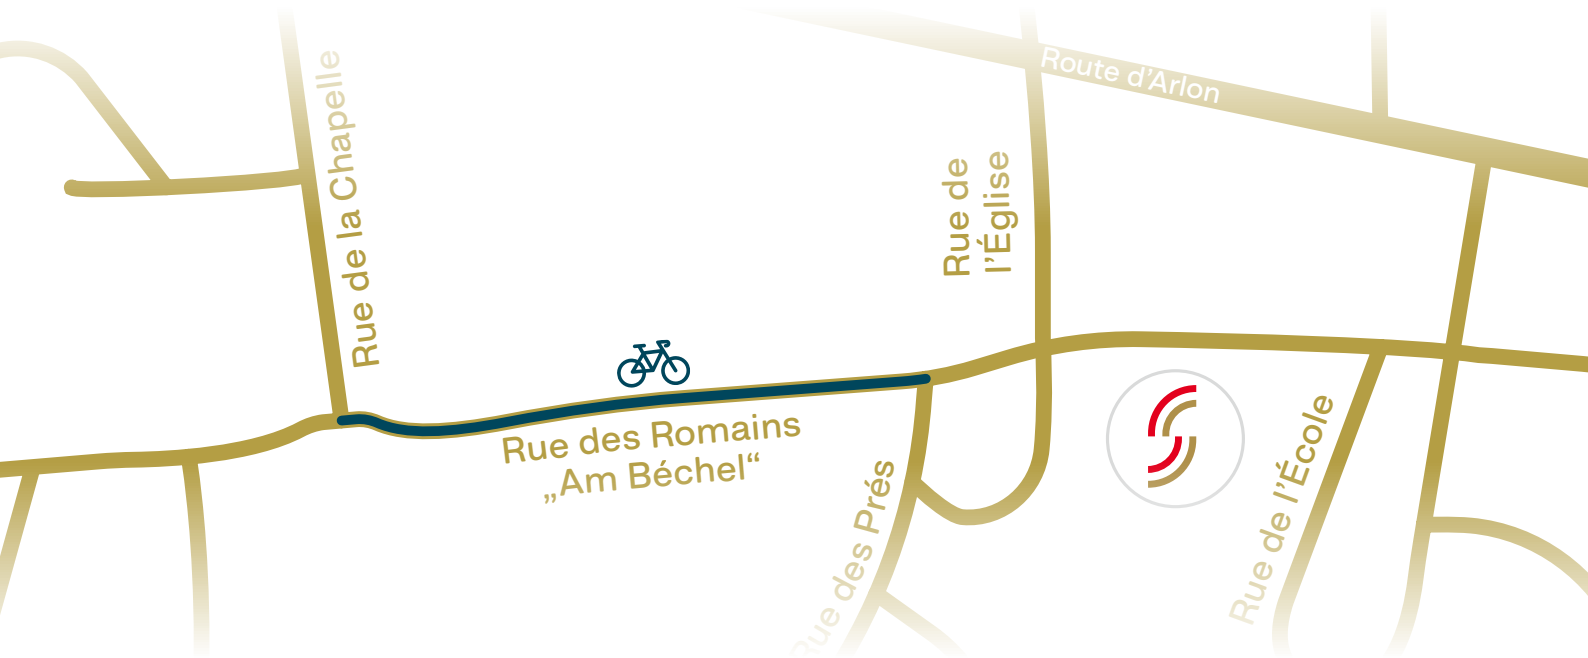 Rue de la Chapelle
Route d’Arlon
Rue de
l’Église
Rue des Romains
„Am Béchel“
Rue des Prés
Rue de l’École